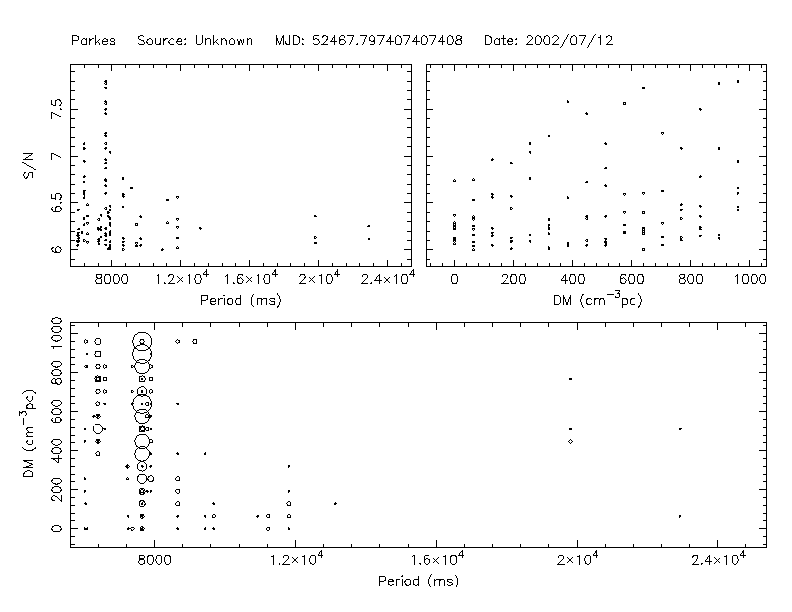 Parkes Source: Unknown MJD: 52467.797407407408 Date: 2002/07/12
S/N
7.5
7
6.5
6
8000 1.2×10⁴ 1.6×10⁴ 2×10⁴ 2.4×10⁴
Period (ms)
0 200 400 600 800 1000
DM (cm⁻³pc)
DM (cm⁻³pc)
1000
800
600
400
200
0
8000 1.2×10⁴ 1.6×10⁴ 2×10⁴ 2.4×10⁴
Period (ms)